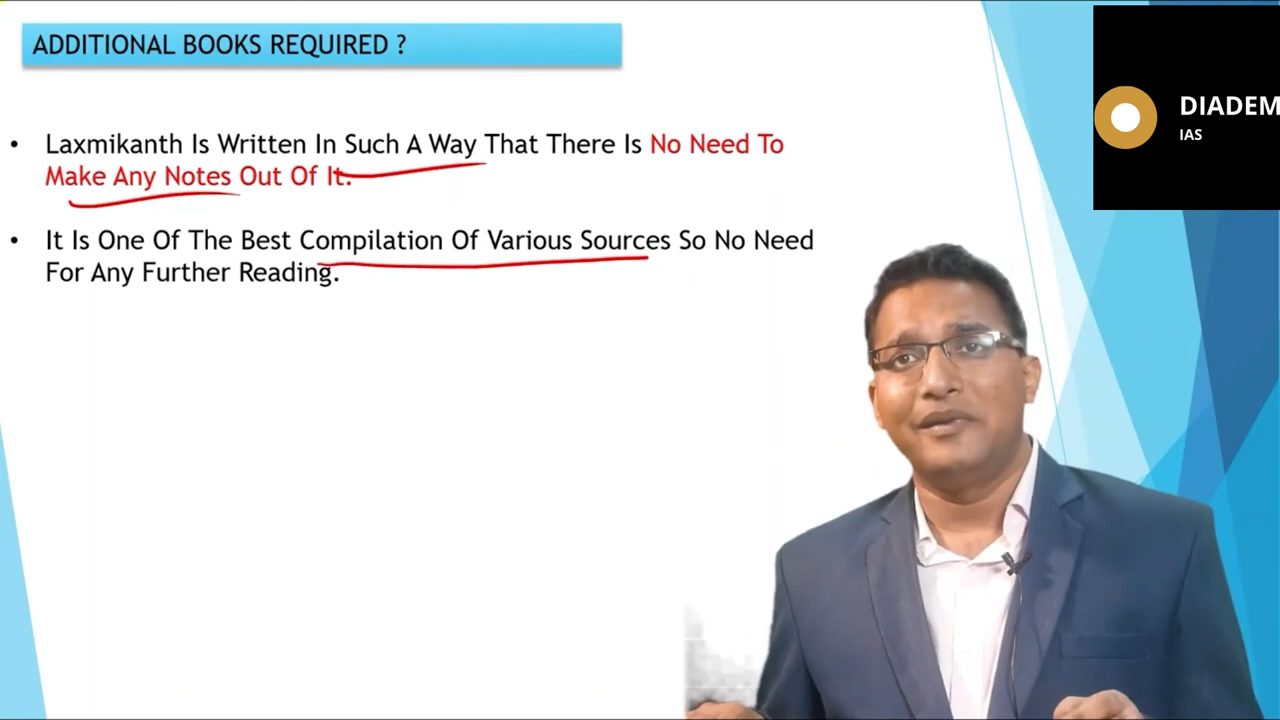 ADDITIONAL BOOKS REQUIRED ?
DIADEM
IAS
• Laxmikanth Is Written In Such A Way That There Is No Need To
Make Any Notes Out Of It.
• It Is One Of The Best Compilation Of Various Sources So No Need
For Any Further Reading.